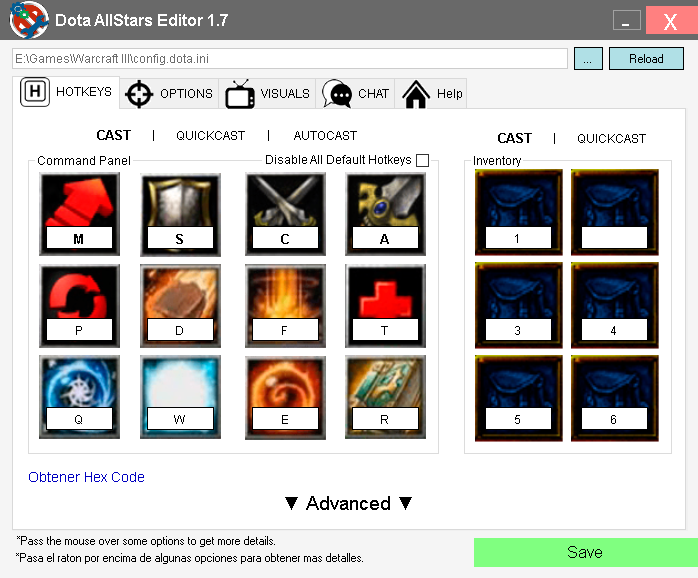 Dota AllStars Editor 1.7
_ X
E:\Games\Warcraft III\config.dota.ini ... Reload
H HOTKEYS OPTIONS VISUALS CHAT Help
CAST | QUICKCAST | AUTOCAST
CAST | QUICKCAST
Command Panel Disable All Default Hotkeys
Inventory
M S C A
1
P D F T
3 4
Q W E R
5 6
Obtener Hex Code
▼ Advanced ▼
*Pass the mouse over some options to get more details.
*Pasa el raton por encima de algunas opciones para obtener mas detalles.
Save